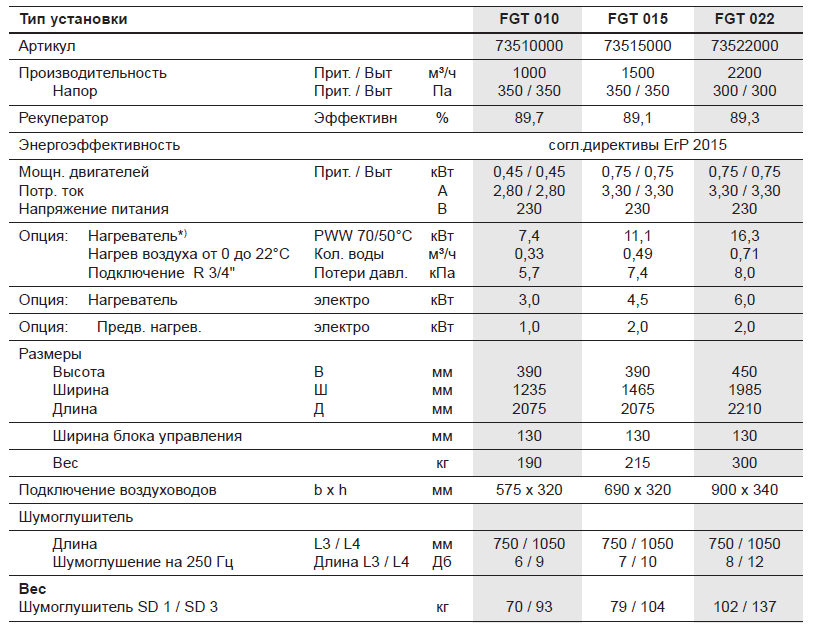 Тип установки FGT 010 FGT 015 FGT 022
Артикул 73510000 73515000 73522000
Производительность Прит. / Выт м³/ч 1000 1500 2200
Напор Прит. / Выт Па 350 / 350 350 / 350 300 / 300
Рекуператор Эффективн % 89,7 89,1 89,3
Энергоэффективность согл.директивы ErP 2015
Мощн. двигателей Прит. / Выт кВт 0,45 / 0,45 0,75 / 0,75 0,75 / 0,75
Потр. ток А 2,80 / 2,80 3,30 / 3,30 3,30 / 3,30
Напряжение питания В 230 230 230
Опция: Нагреватель*) PWW 70/50°C кВт 7,4 11,1 16,3
Нагрев воздуха от 0 до 22°C Кол. воды м³/ч 0,33 0,49 0,71
Подключение R 3/4" Потери давл. кПа 5,7 7,4 8,0
Опция: Нагреватель электро кВт 3,0 4,5 6,0
Опция: Предв. нагрев. электро кВт 1,0 2,0 2,0
Размеры
Высота В мм 390 390 450
Ширина Ш мм 1235 1465 1985
Длина Д мм 2075 2075 2210
Ширина блока управления мм 130 130 130
Вес кг 190 215 300
Подключение воздуховодов b x h мм 575 x 320 690 x 320 900 x 340
Шумоглушитель
Длина L3 / L4 мм 750 / 1050 750 / 1050 750 / 1050
Шумоглушение на 250 Гц Длина L3 / L4 Дб 6 / 9 7 / 10 8 / 12
Вес
Шумоглушитель SD 1 / SD 3 кг 70 / 93 79 / 104 102 / 137